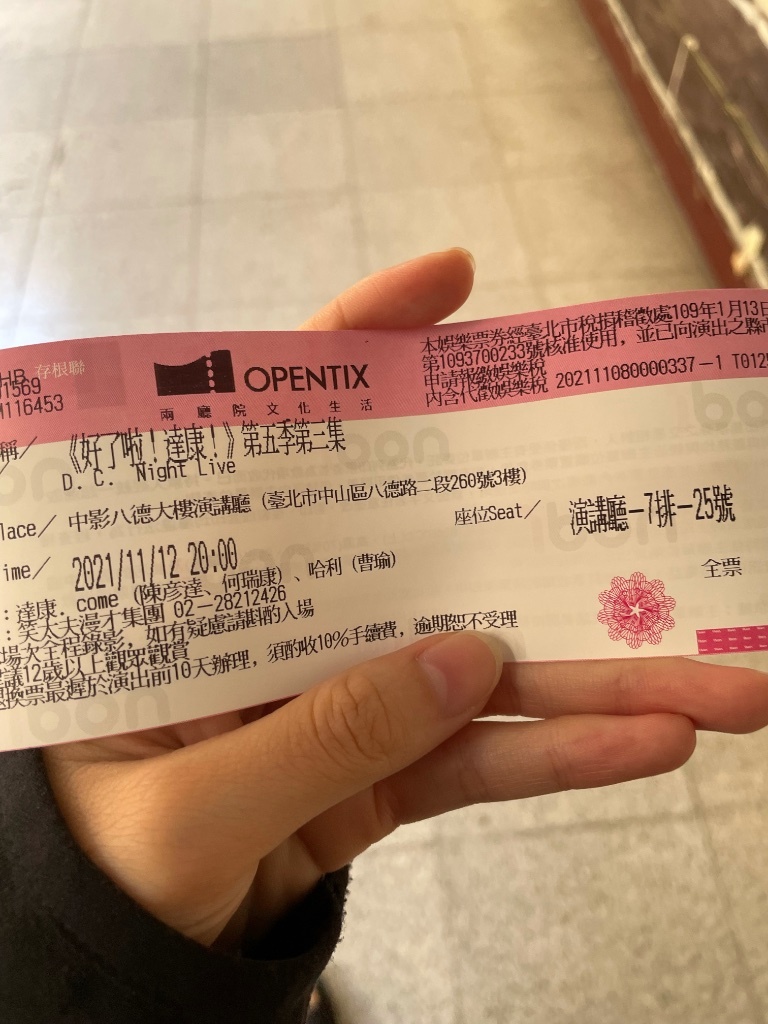 存根聯
1569
M116453
OPENTIX
兩廳院文化生活
本娛樂票券經臺北市稅捐稽徵處109年1月13日
第1093700233號核准使用，並已向演出之縣市
申請報繳娛樂稅
內含代徵娛樂稅 202111080000337－1 T0125
稱／ 《好了啦！達康！》第五季第三集
D. C. Night Live
lace／ 中影八德大樓演講廳（臺北市中山區八德路二段260號3樓）
座位Seat／ 演講廳－7排－25號
ime／ 2021/11/12 20:00
全票
：達康. come（陳彥達、何瑞康）、哈利（曹瑜）
：笑太夫漫才集團 02－28212426
場次全程錄影，如有疑慮請斟酌入場
議12歲以上觀眾觀賞
換票最遲於演出前10天辦理，須酌收10%手續費，逾期恕不受理